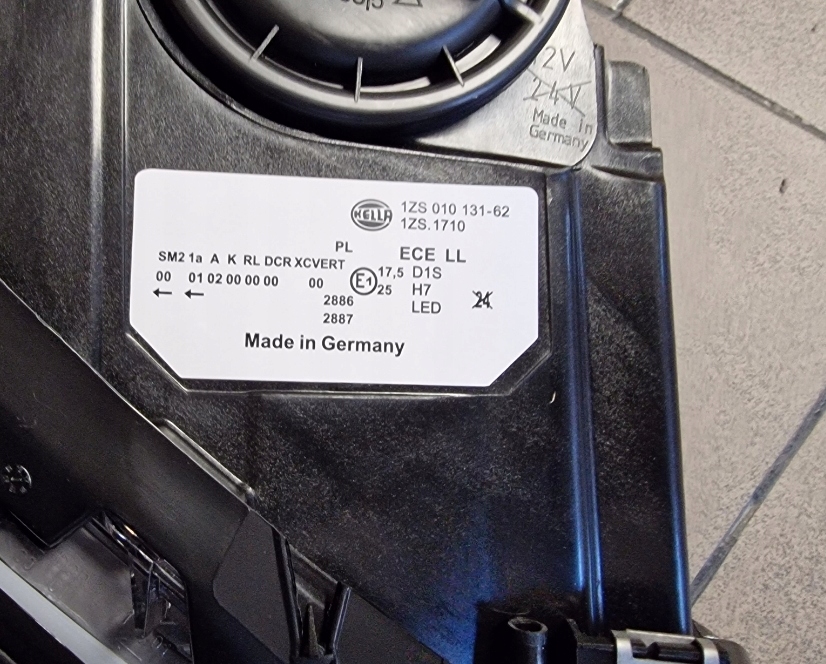 2V
24V
Made in
Germany
HELLA
1ZS 010 131-62
1ZS.1710
PL
ECE LL
SM2 1a A K RL DCR XCVERT
00 01 02 00 00 00 00
E1
17,5 D1S
25 H7
LED
24
← ←
2886
2887
Made in Germany